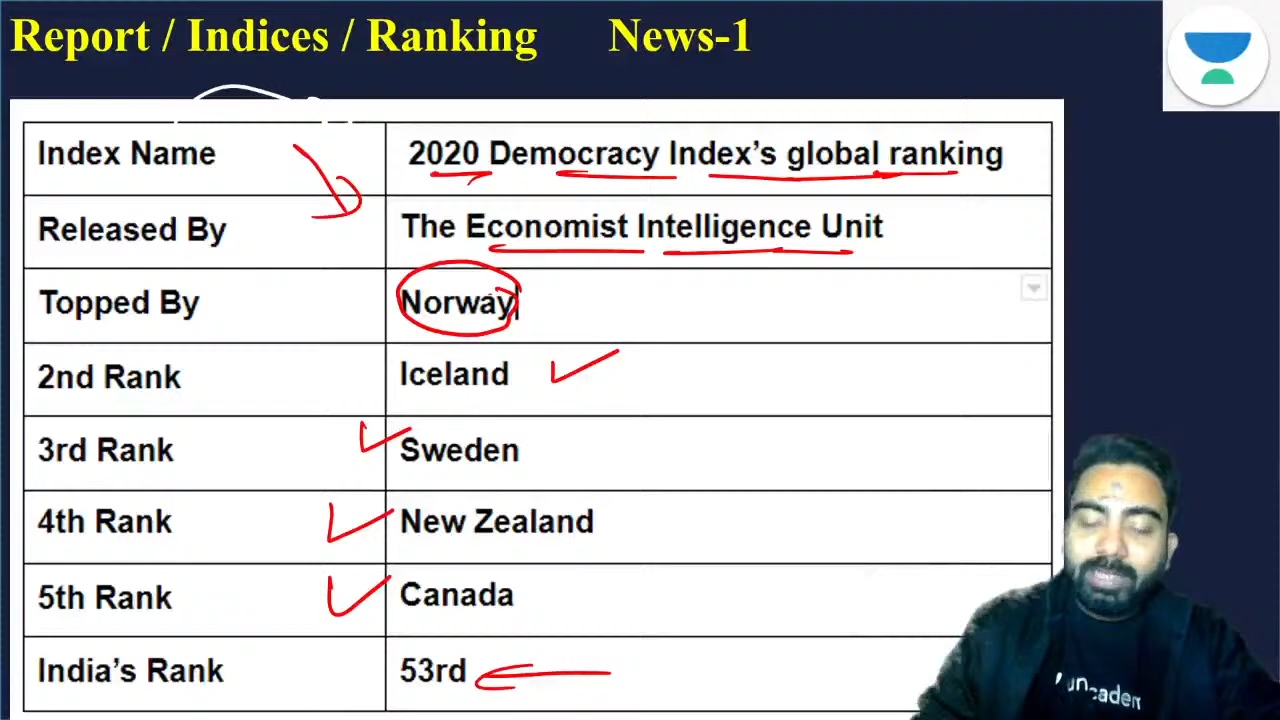 Report / Indices / Ranking News-1
Index Name 2020 Democracy Index's global ranking
Released By The Economist Intelligence Unit
Topped By Norway
2nd Rank Iceland
3rd Rank Sweden
4th Rank New Zealand
5th Rank Canada
India's Rank 53rd